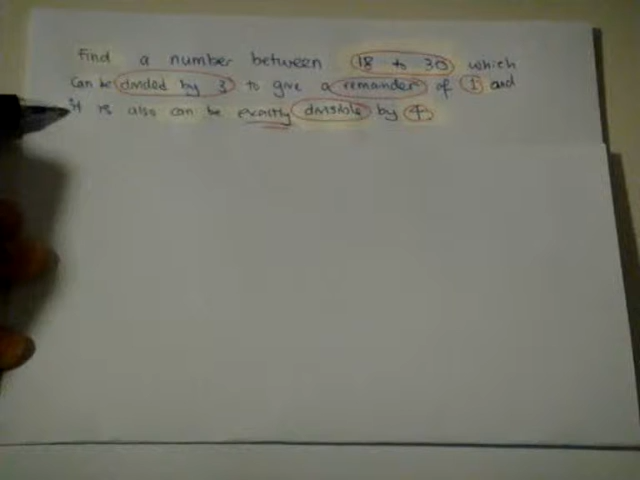 Find a number between 18 to 30 which
can be divided by 3 to give a remainder of 1 and
it is also can be exactly divisible by 4.